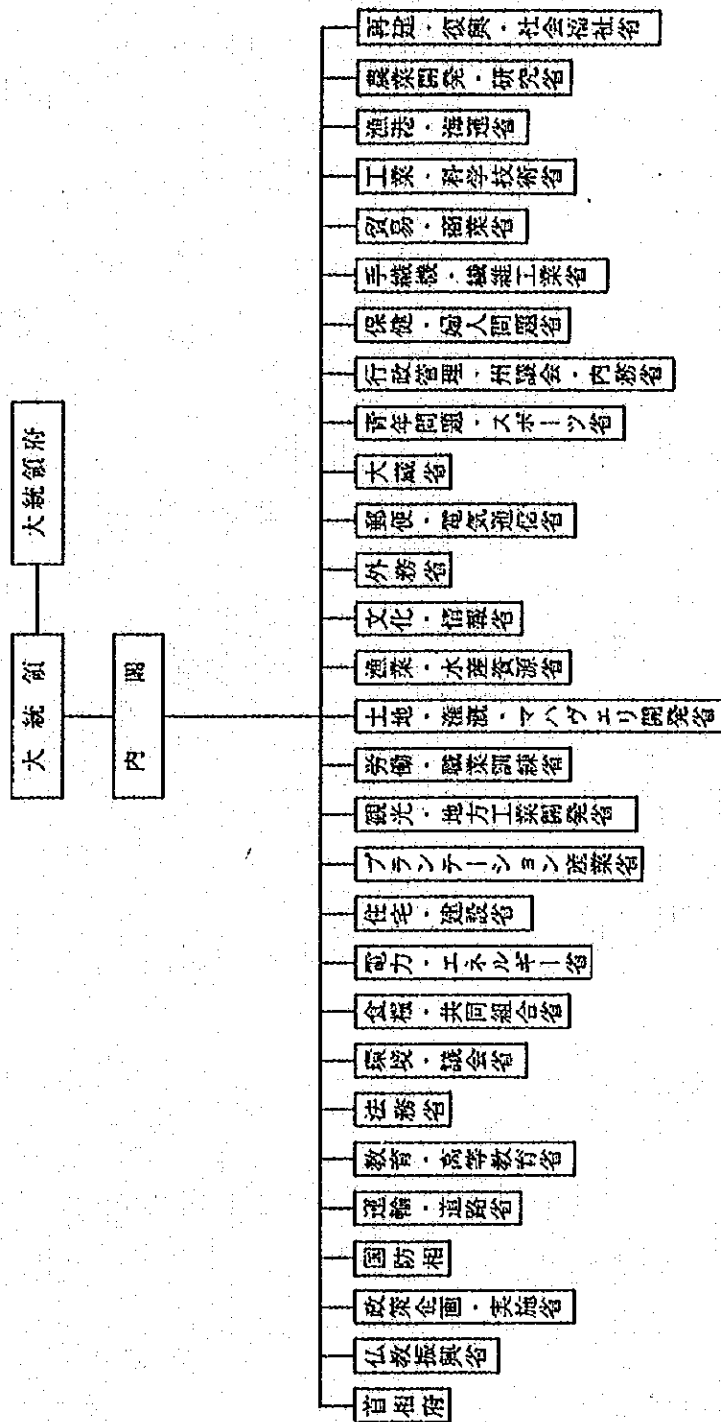 大統領
大統領府
内閣
首相府
仏教振興省
政策企画・実施省
国防相
運輸・道路省
教育・高等教育省
法務省
環境・議会省
食糧・共同組合省
電力・エネルギー省
住宅・建設省
プランテーション産業省
観光・地方工業開発省
労働・職業訓練省
土地・灌漑・マハヴェリ開発省
漁業・水産資源省
文化・情報省
外務省
郵便・電気通信省
大蔵省
青年問題・スポーツ省
行政管理・州議会・内務省
保健・婦人問題省
手織機・繊維工業省
貿易・商業省
工業・科学技術省
漁港・海運省
農業開発・研究省
再建・復興・社会福祉省